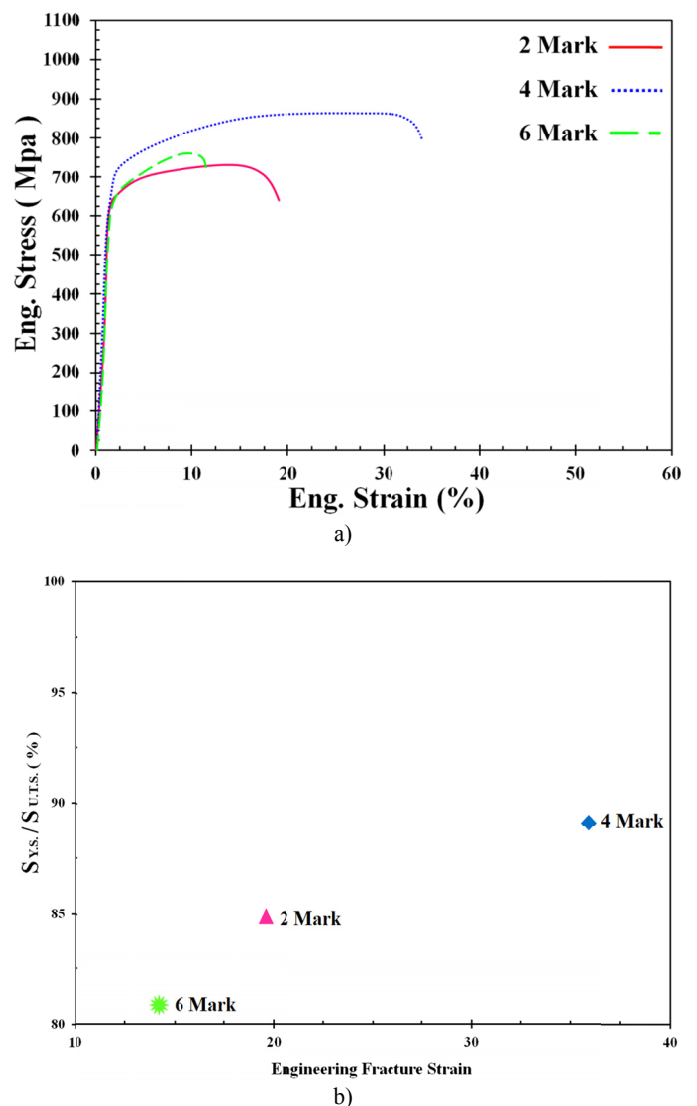 1100
1000
900
800
700
600
500
400
300
200
100
0
Eng. Stress ( Mpa )
2 Mark
4 Mark
6 Mark
0 10 20 30 40 50 60
Eng. Strain (%)
a)
100
95
90
85
80
S Y.S. / S U.T.S. ( % )
4 Mark
2 Mark
6 Mark
10 20 30 40
Engineering Fracture Strain
b)